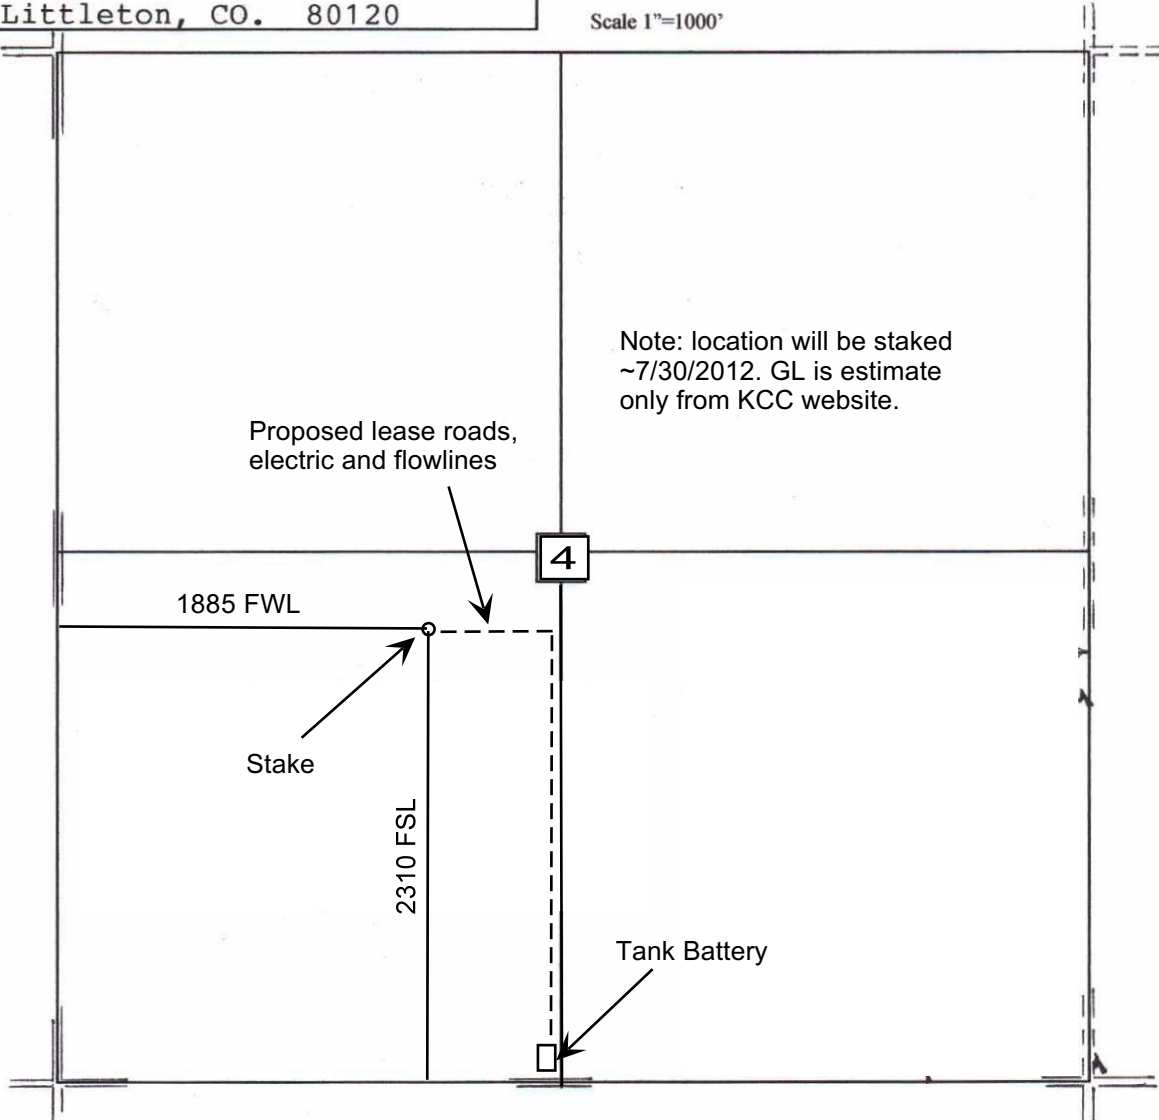 Littleton, CO. 80120
Scale 1"=1000'
Note: location will be staked
~7/30/2012. GL is estimate
only from KCC website.
Proposed lease roads,
electric and flowlines
4
1885 FWL
Stake
2310 FSL
Tank Battery